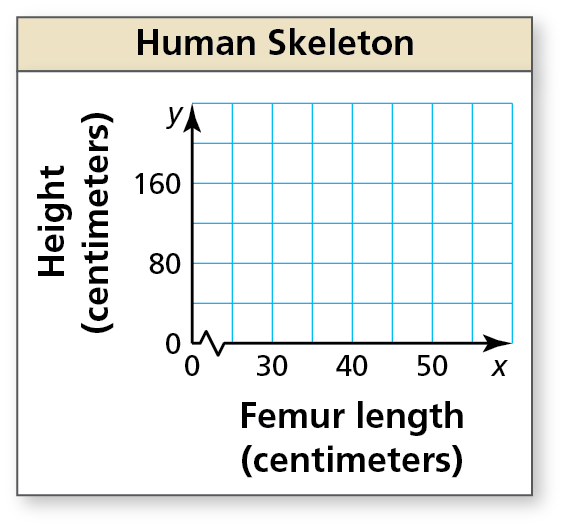 Human Skeleton
Height
(centimeters)
y
160
80
0
0 30 40 50 x
Femur length
(centimeters)